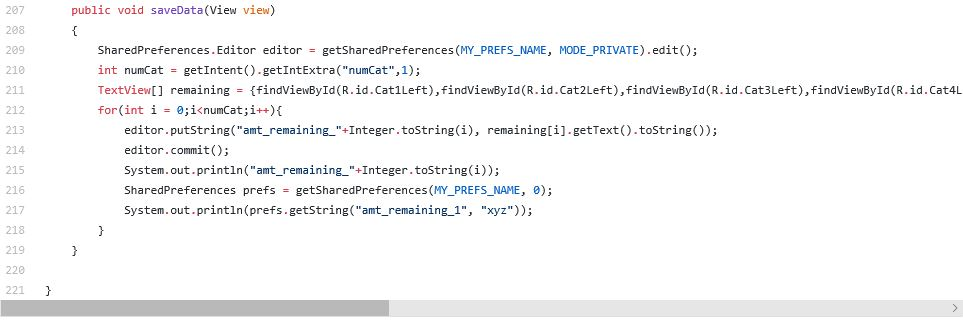 207 public void saveData(View view)
208 {
209 SharedPreferences.Editor editor = getSharedPreferences(MY_PREFS_NAME, MODE_PRIVATE).edit();
210 int numCat = getIntent().getIntExtra("numCat",1);
211 TextView[] remaining = {findViewById(R.id.Cat1Left),findViewById(R.id.Cat2Left),findViewById(R.id.Cat3Left),findViewById(R.id.Cat4L
212 for(int i = 0;i<numCat;i++){
213 editor.putString("amt_remaining_"+Integer.toString(i), remaining[i].getText().toString());
214 editor.commit();
215 System.out.println("amt_remaining_"+Integer.toString(i));
216 SharedPreferences prefs = getSharedPreferences(MY_PREFS_NAME, 0);
217 System.out.println(prefs.getString("amt_remaining_1", "xyz"));
218 }
219 }
220
221 }